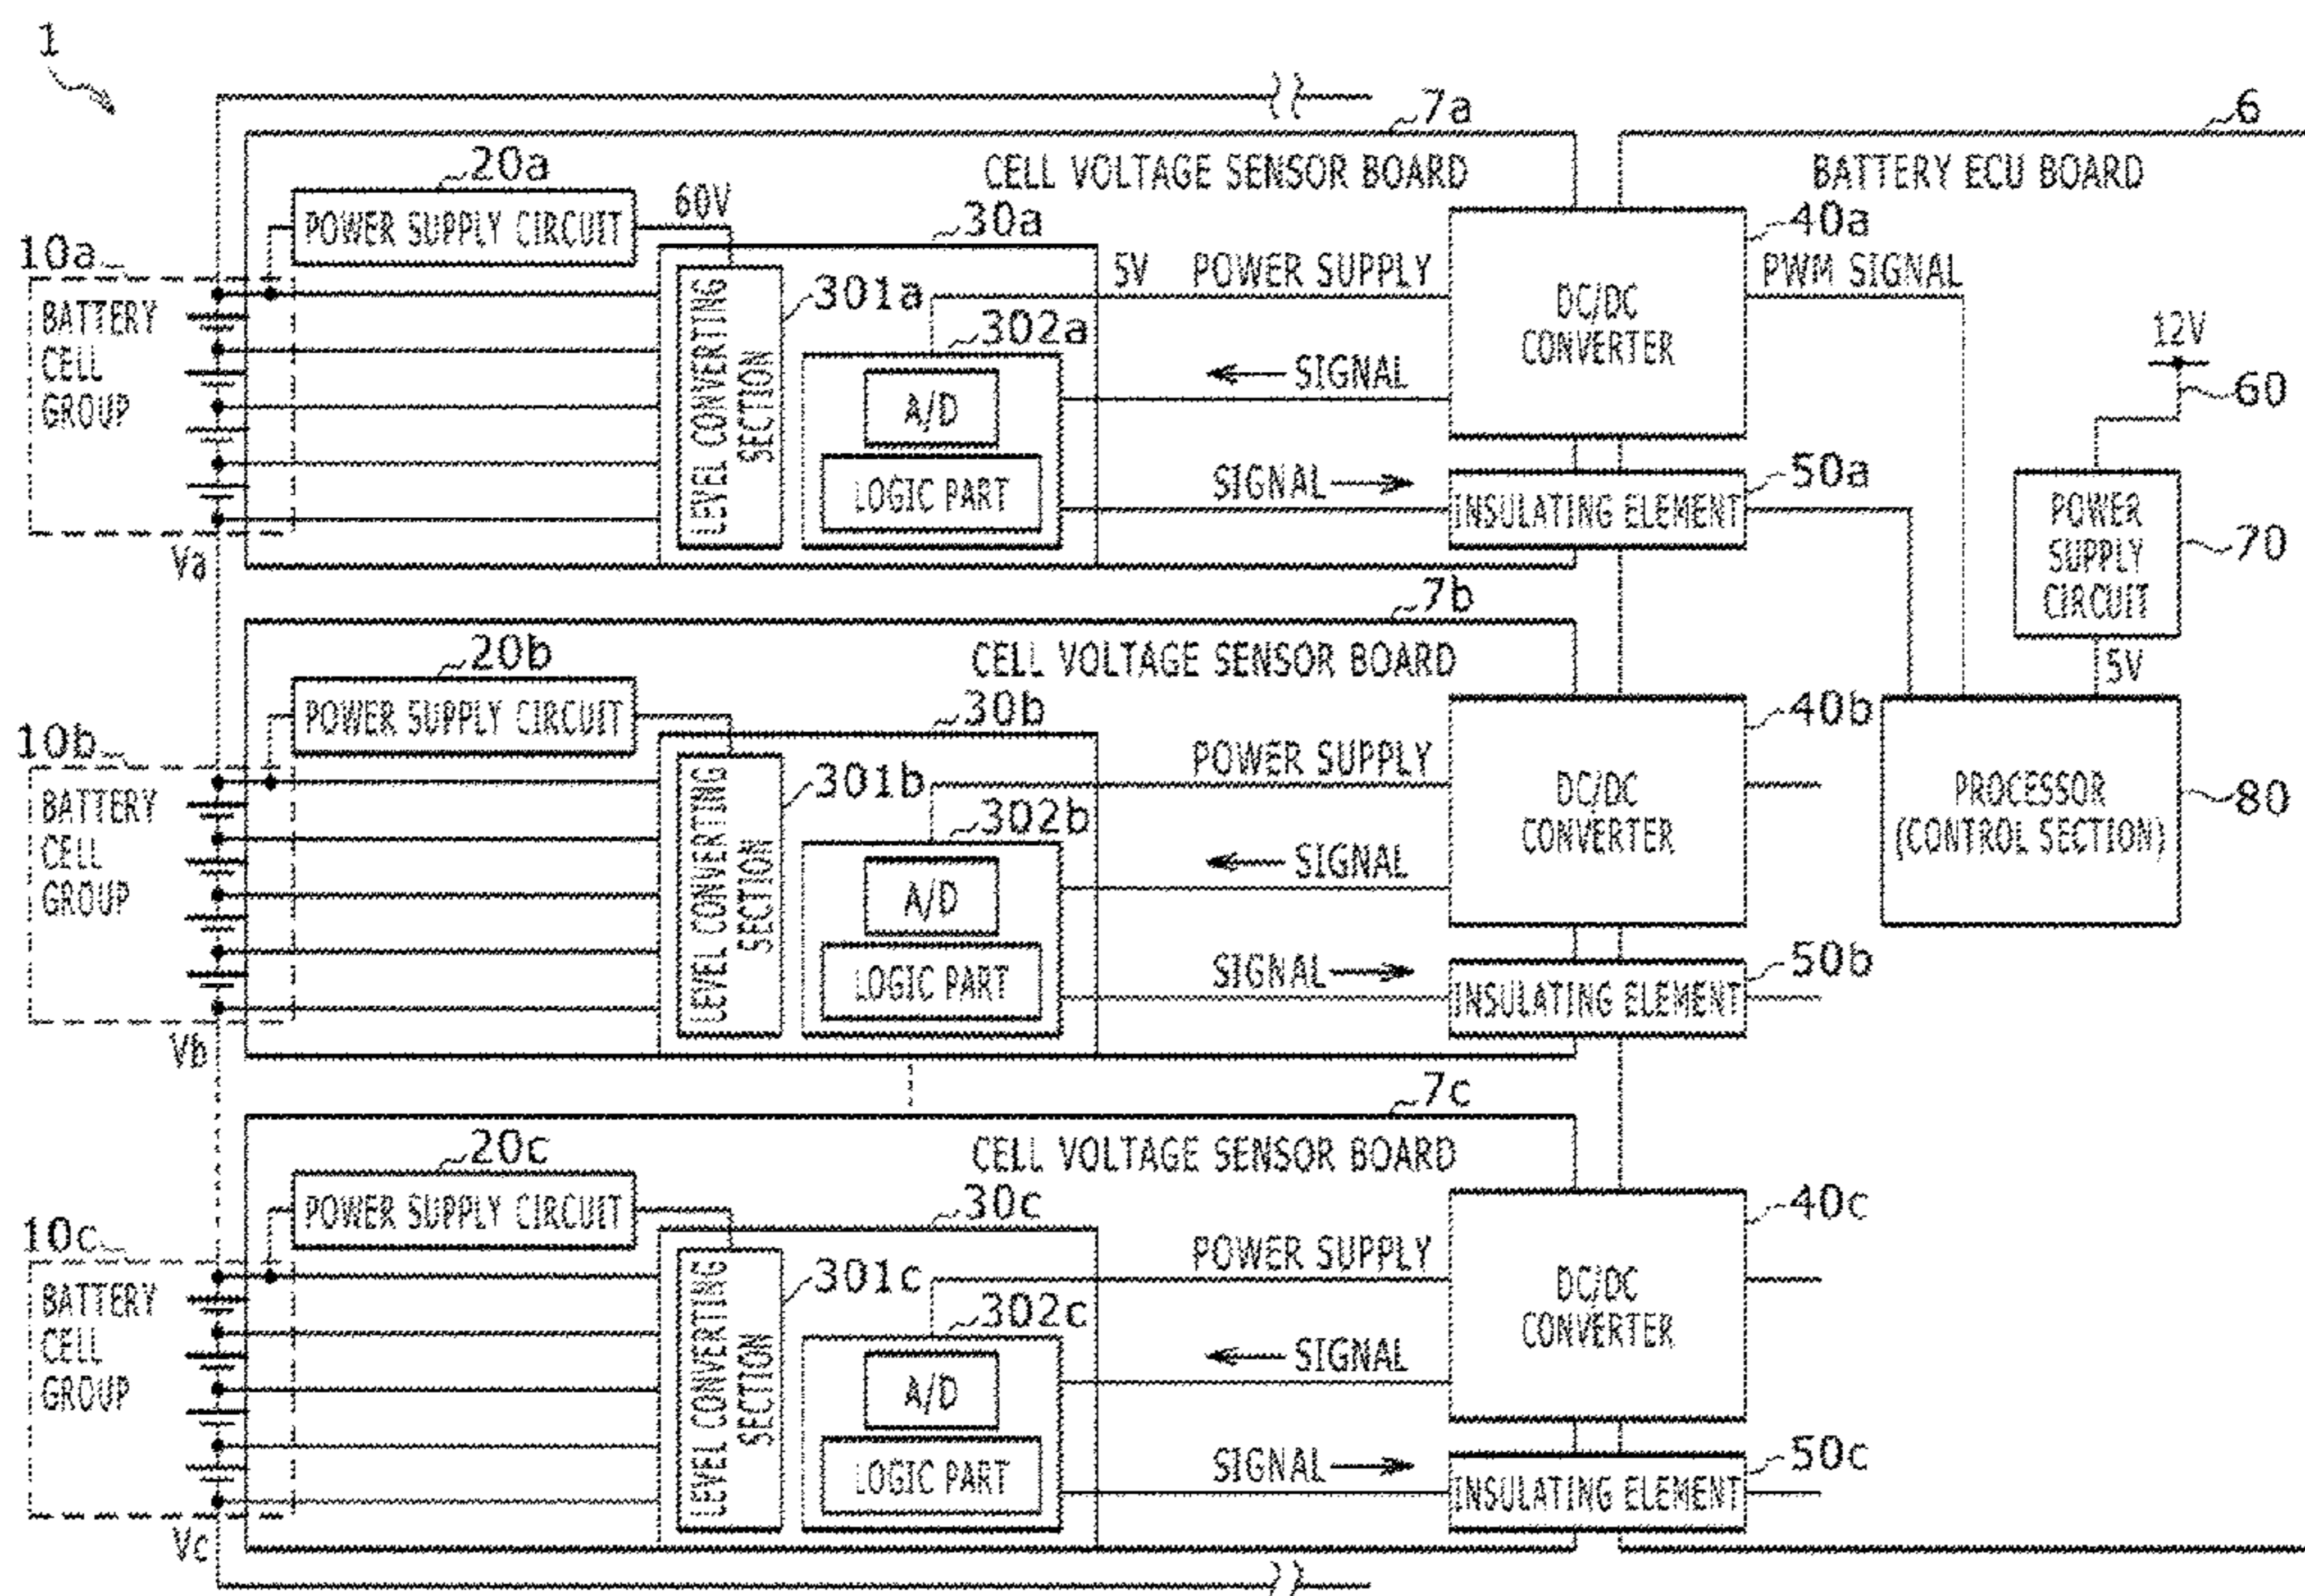 1
7a
6
CELL VOLTAGE SENSOR BOARD
BATTERY ECU BOARD
20a
POWER SUPPLY CIRCUIT
60V
30a
40a
10a
BATTERY
CELL
GROUP
LEVEL CONVERTING
SECTION
301a
302a
A/D
LOGIC PART
5V POWER SUPPLY
SIGNAL
SIGNAL
DC/DC
CONVERTER
PWM SIGNAL
12V
60
50a
INSULATING ELEMENT
POWER
SUPPLY
CIRCUIT
70
5V
Va
7b
CELL VOLTAGE SENSOR BOARD
20b
POWER SUPPLY CIRCUIT
30b
40b
10b
BATTERY
CELL
GROUP
LEVEL CONVERTING
SECTION
301b
302b
A/D
LOGIC PART
POWER SUPPLY
SIGNAL
SIGNAL
DC/DC
CONVERTER
PROCESSOR
(CONTROL SECTION)
80
50b
INSULATING ELEMENT
Vb
7c
CELL VOLTAGE SENSOR BOARD
20c
POWER SUPPLY CIRCUIT
30c
40c
10c
BATTERY
CELL
GROUP
LEVEL CONVERTING
SECTION
301c
302c
A/D
LOGIC PART
POWER SUPPLY
SIGNAL
SIGNAL
DC/DC
CONVERTER
50c
INSULATING ELEMENT
Vc